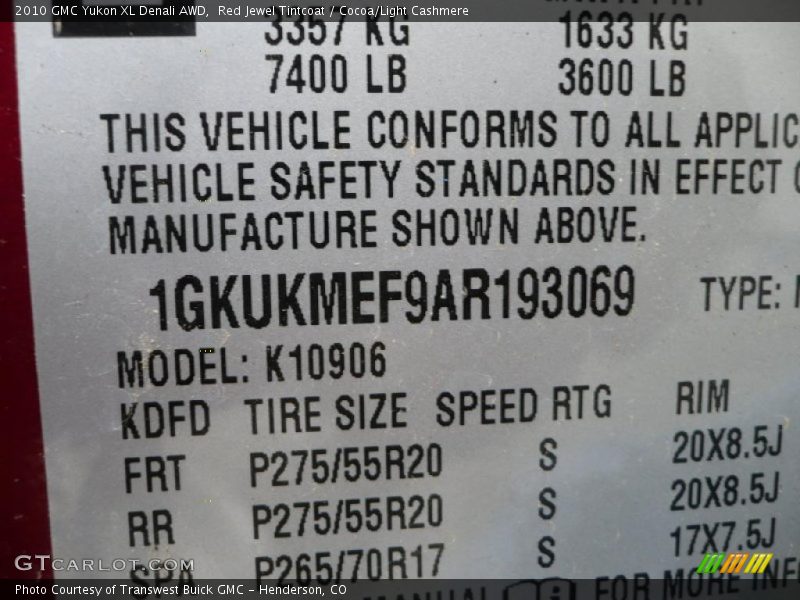 2010 GMC Yukon XL Denali AWD, Red Jewel Tintcoat / Cocoa/Light Cashmere
3357 KG 1633 KG
7400 LB 3600 LB
THIS VEHICLE CONFORMS TO ALL APPLIC
VEHICLE SAFETY STANDARDS IN EFFECT
MANUFACTURE SHOWN ABOVE.
1GKUKMEF9AR193069 TYPE:
MODEL: K10906
KDFD TIRE SIZE SPEED RTG RIM
FRT P275/55R20 S 20X8.5J
RR P275/55R20 S 20X8.5J
SPA P265/70R17 S 17X7.5J
MANUAL FOR MORE INF
GTCARLOT.COM
Photo Courtesy of Transwest Buick GMC – Henderson, CO